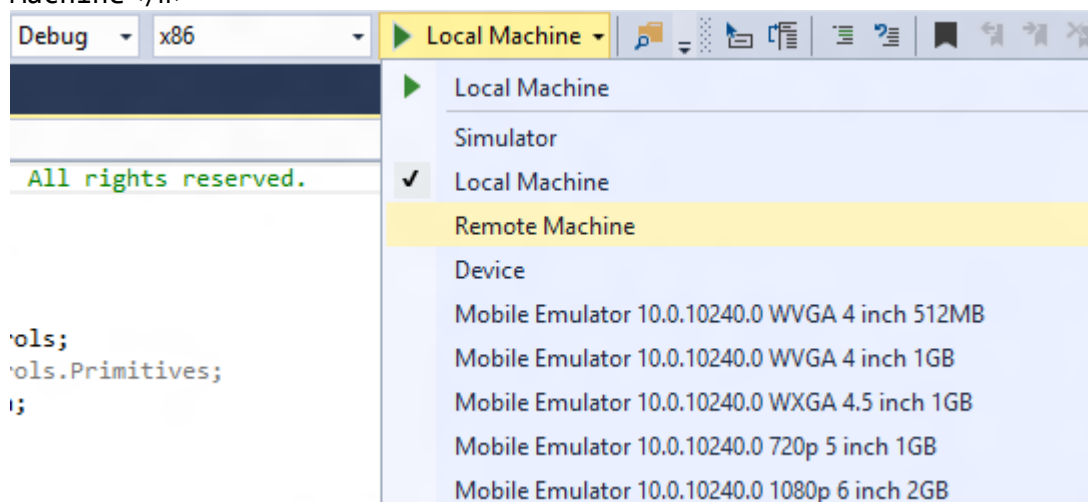 Debug x86 Local Machine
Local Machine
Simulator
All rights reserved.
Local Machine
Remote Machine
Device
Mobile Emulator 10.0.10240.0 WVGA 4 inch 512MB
ols;
Mobile Emulator 10.0.10240.0 WVGA 4 inch 1GB
ols.Primitives;
Mobile Emulator 10.0.10240.0 WXGA 4.5 inch 1GB
Mobile Emulator 10.0.10240.0 720p 5 inch 1GB
Mobile Emulator 10.0.10240.0 1080p 6 inch 2GB